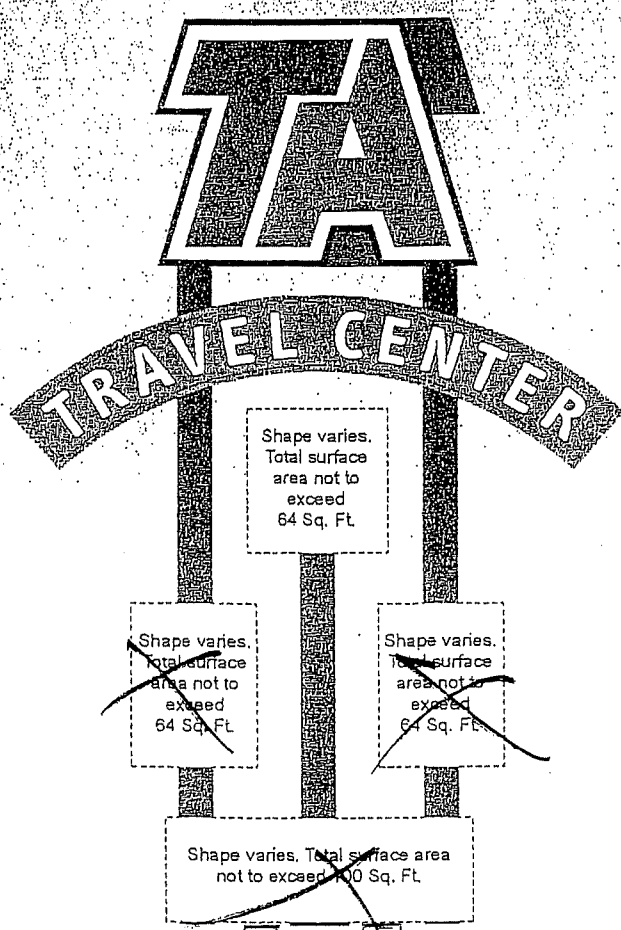 TA
TRAVEL CENTER
Shape varies.
Total surface
area not to
exceed
64 Sq. Ft.
Shape varies.
Total surface
area not to
exceed
64 Sq. Ft.
Shape varies.
Total surface
area not to
exceed
64 Sq. Ft.
Shape varies. Total surface area
not to exceed 100 Sq. Ft.